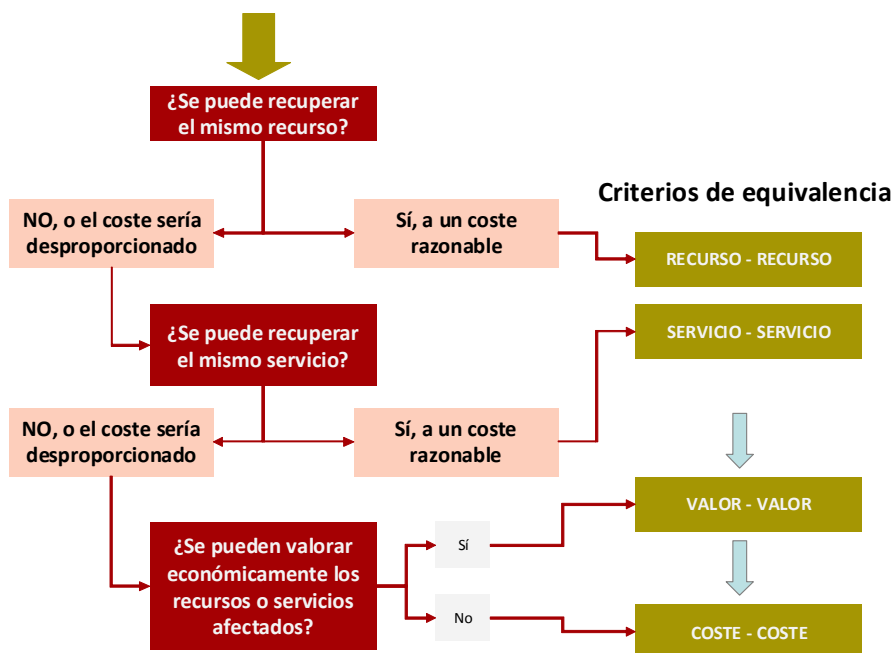 ¿Se puede recuperar
el mismo recurso?
Criterios de equivalencia
NO, o el coste sería
desproporcionado
Sí, a un coste
razonable
RECURSO - RECURSO
¿Se puede recuperar
el mismo servicio?
SERVICIO - SERVICIO
NO, o el coste sería
desproporcionado
Sí, a un coste
razonable
¿Se pueden valorar
económicamente los
recursos o servicios
afectados?
Sí
VALOR - VALOR
No
COSTE - COSTE